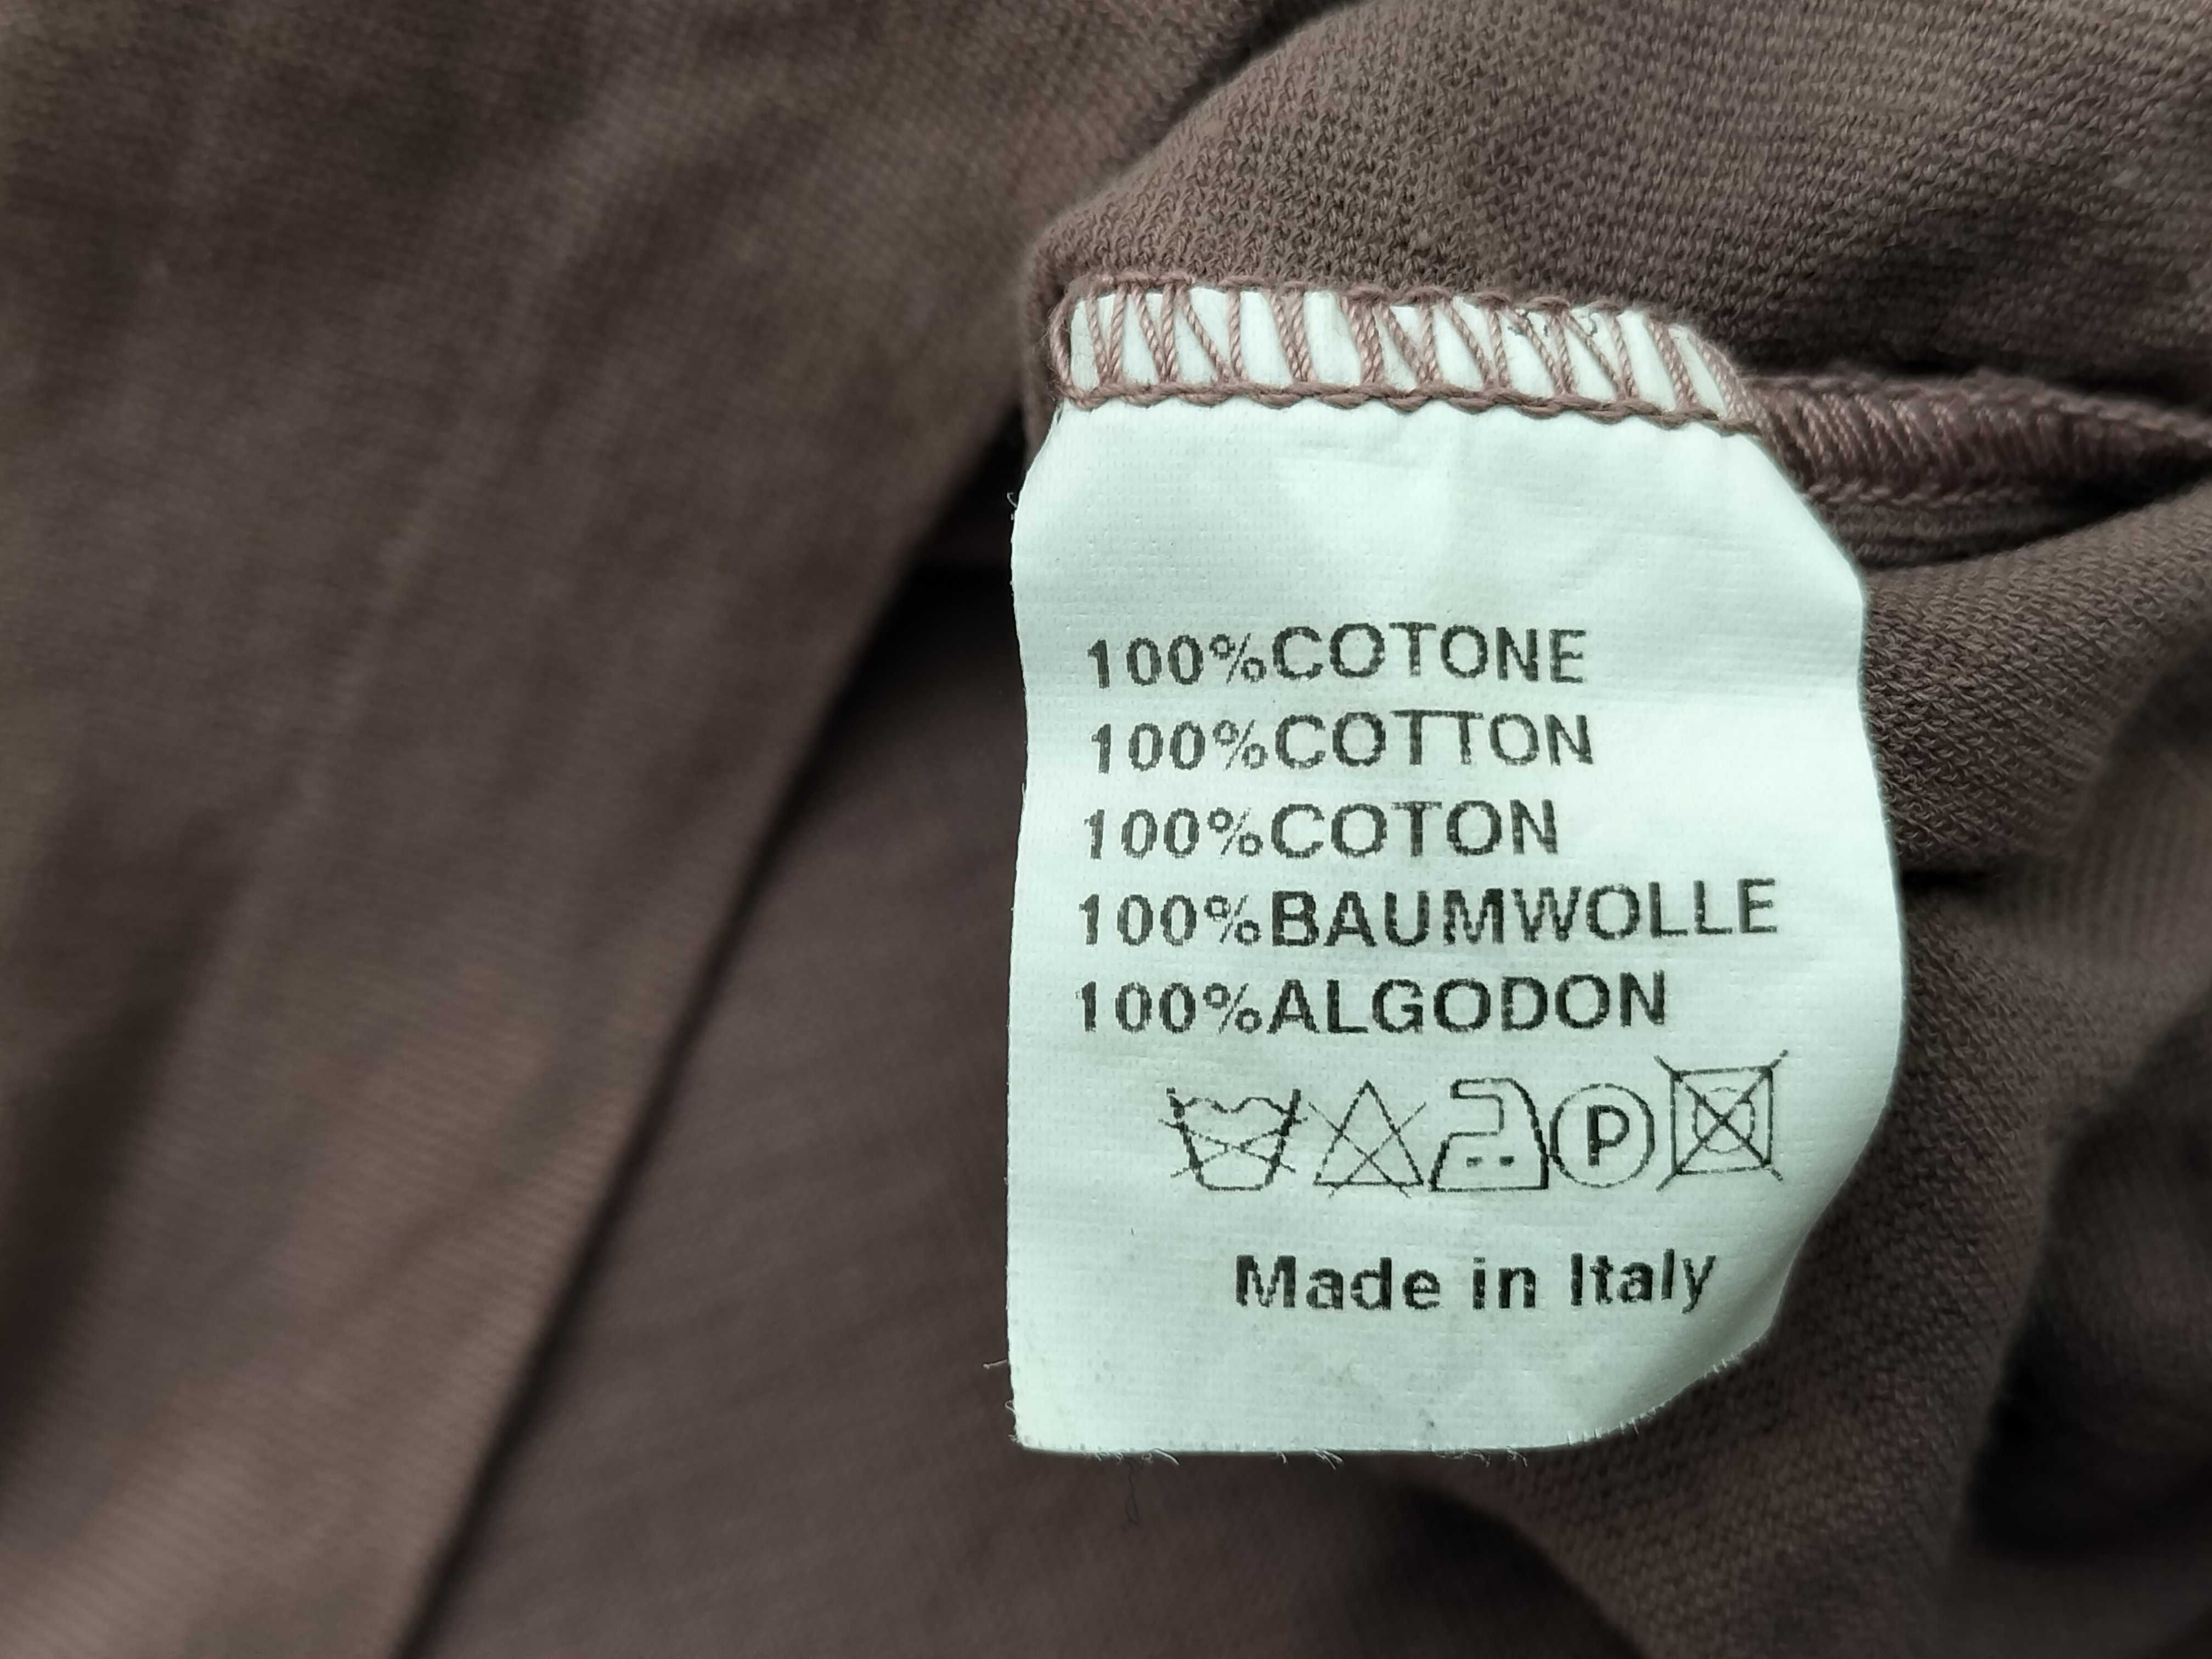 100%COTONE
100%COTTON
100%COTON
100%BAUMWOLLE
100%ALGODON
P
Made in Italy